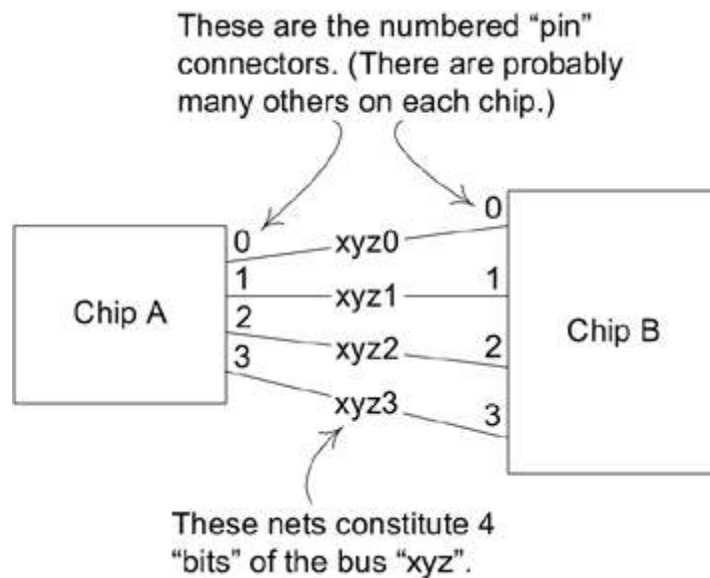 These are the numbered “pin”
connectors. (There are probably
many others on each chip.)
0
0
xyz0
1
xyz1
1
Chip A
2
xyz2
2
Chip B
3
xyz3
3
These nets constitute 4
“bits” of the bus “xyz”.